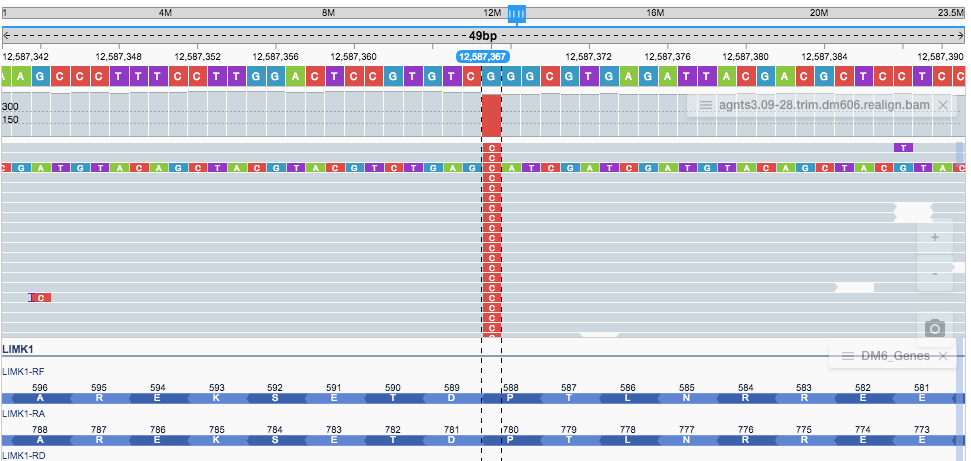 1 4M 8M 12M 16M 20M 23.5M
49bp
12,587,342 12,587,348 12,587,352 12,587,356 12,587,360 12,587,367 12,587,372 12,587,376 12,587,380 12,587,384 12,587,390
A A G C C C T T T C C T T G G A C T C C G T G T C G G G C G T G A G A T T A C G A C G C T C C T C C
300
agnts3.09-28.trim.dm606.realign.bam
150
C T
C
C G A T G T A C A G C T A C G T A C G T C T G A G C A T C G A T C G A T G T A C A G C T A C G T A C
C
C
C
C
C
C
C +
C
C
C
C -
C
C C
C
C
C
LIMK1
DM6_Genes
LIMK1-RF
596 595 594 593 592 591 590 589 588 587 586 585 584 583 582 581
A R E K S E T D P T L N R R E E
LIMK1-RA
788 787 786 785 784 783 782 781 780 779 778 777 776 775 774 773
A R E K S E T D P T L N R R E E
LIMK1-RD